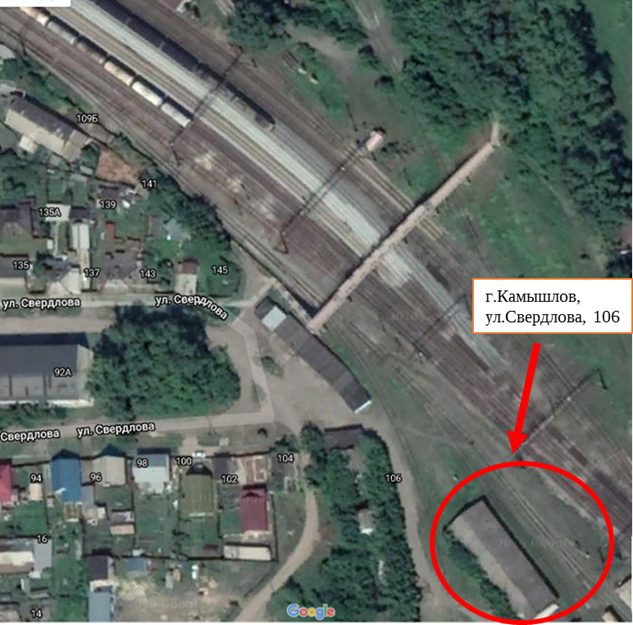 109Б
141
139
135А
135
137
143
145
ул. Свердлова
ул. Свердлова
г.Камышлов,
ул.Свердлова, 106
92А
Свердлова
ул. Свердлова
94
96
98
100
102
104
106
16
14
Google